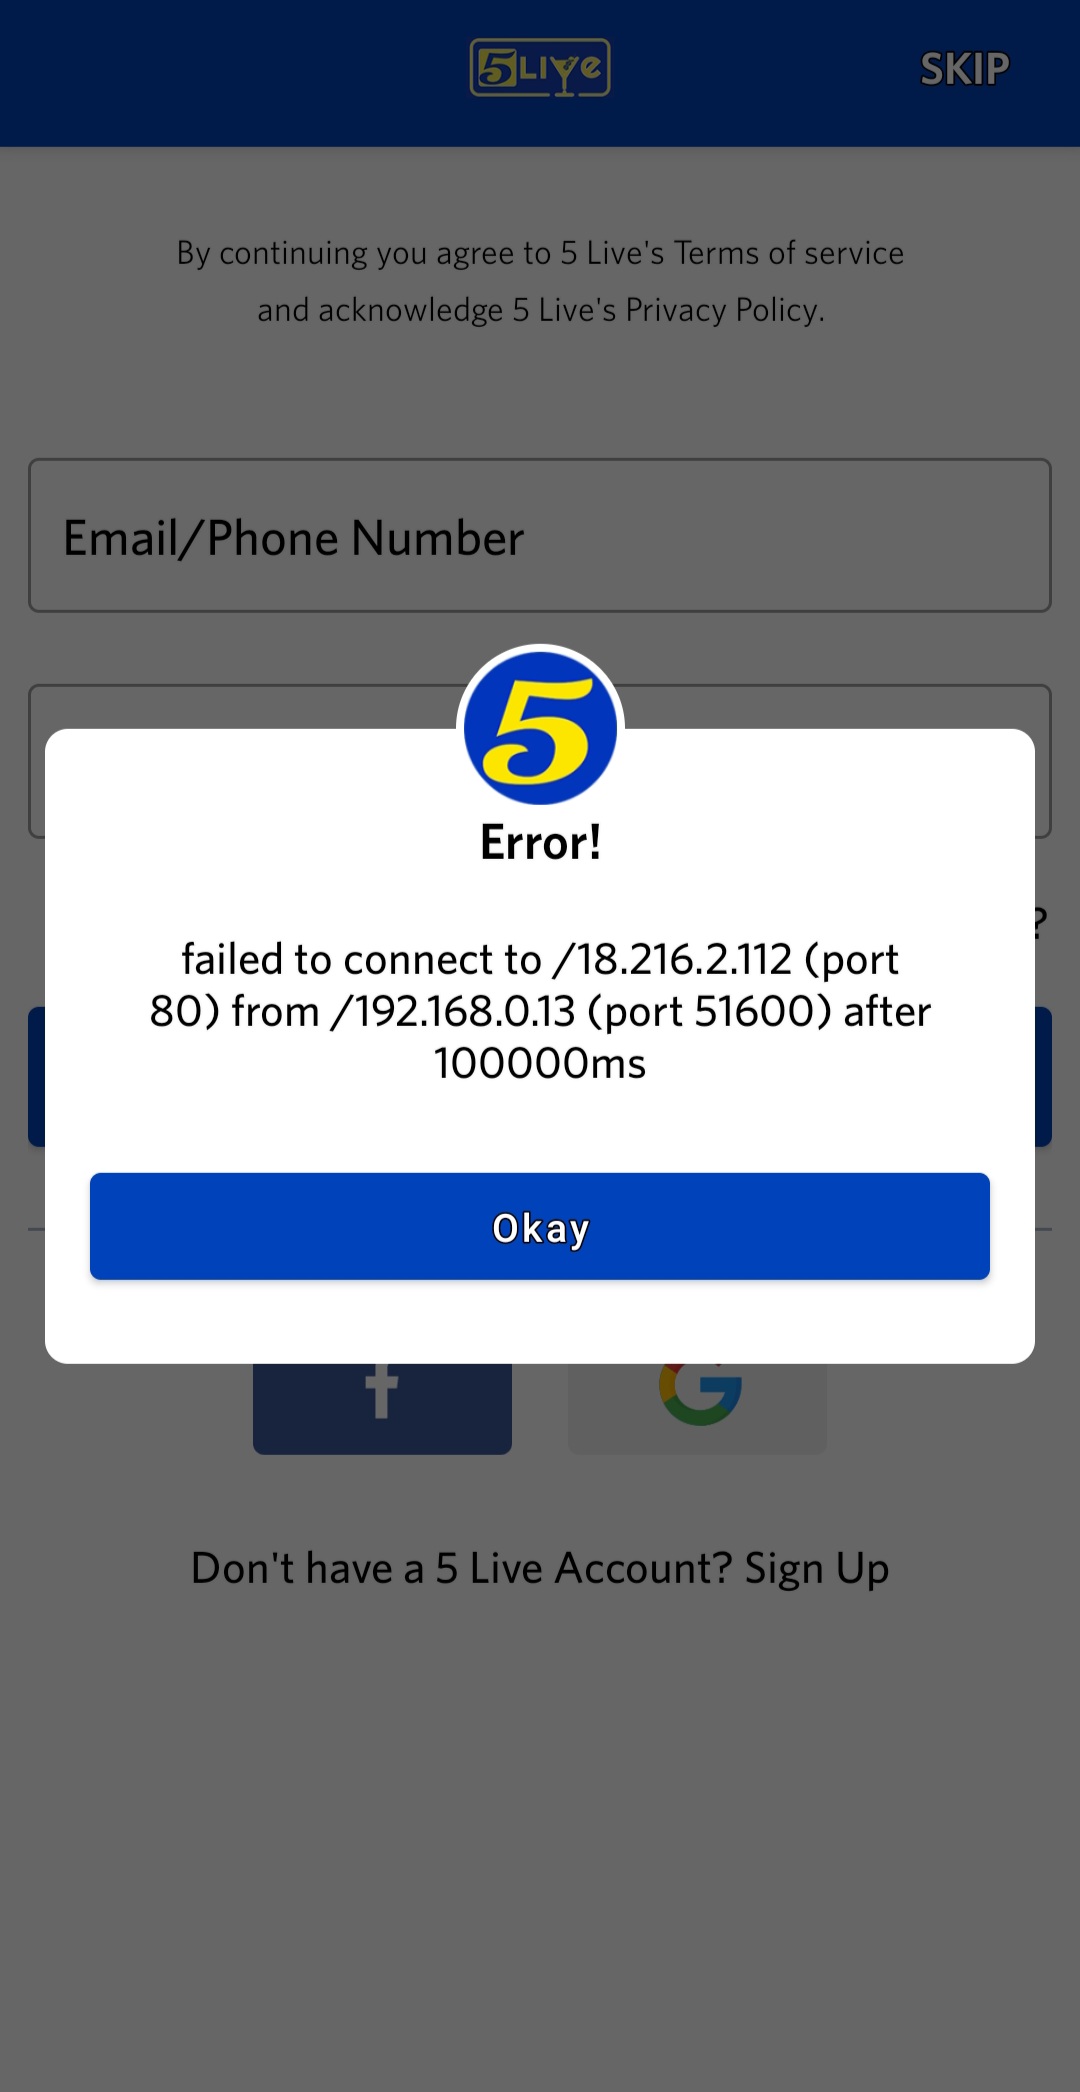 5LIVe
SKIP
By continuing you agree to 5 Live's Terms of service
and acknowledge 5 Live's Privacy Policy.
Email/Phone Number
5
?
Error!
failed to connect to /18.216.2.112 (port
80) from /192.168.0.13 (port 51600) after
100000ms
Okay
f
G
Don't have a 5 Live Account? Sign Up